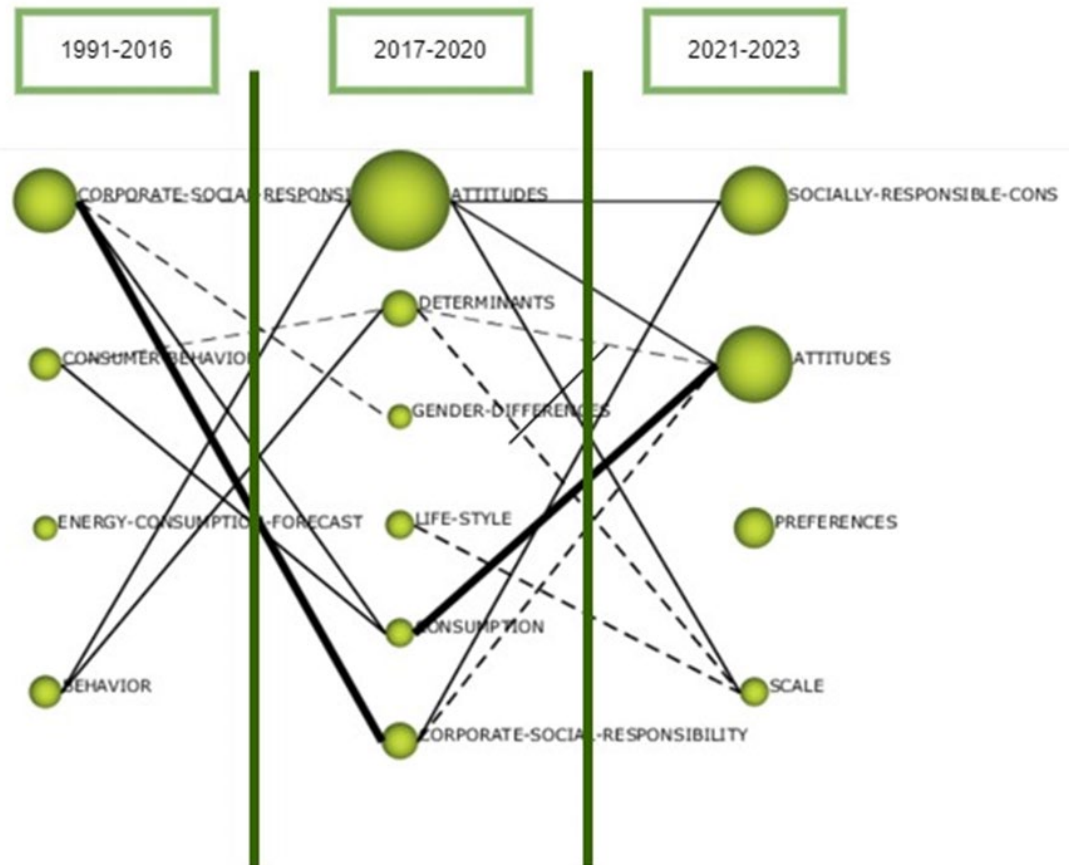 1991-2016
2017-2020
2021-2023
CORPORATE-SOCIAL-RESPONSI
ATTITUDES
SOCIALLY-RESPONSIBLE-CONS
DETERMINANTS
CONSUMER-BEHAVIOR
ATTITUDES
GENDER-DIFFERENCES
ENERGY-CONSUMPTION-FORECAST
LIFE-STYLE
PREFERENCES
CONSUMPTION
BEHAVIOR
SCALE
CORPORATE-SOCIAL-RESPONSIBILITY